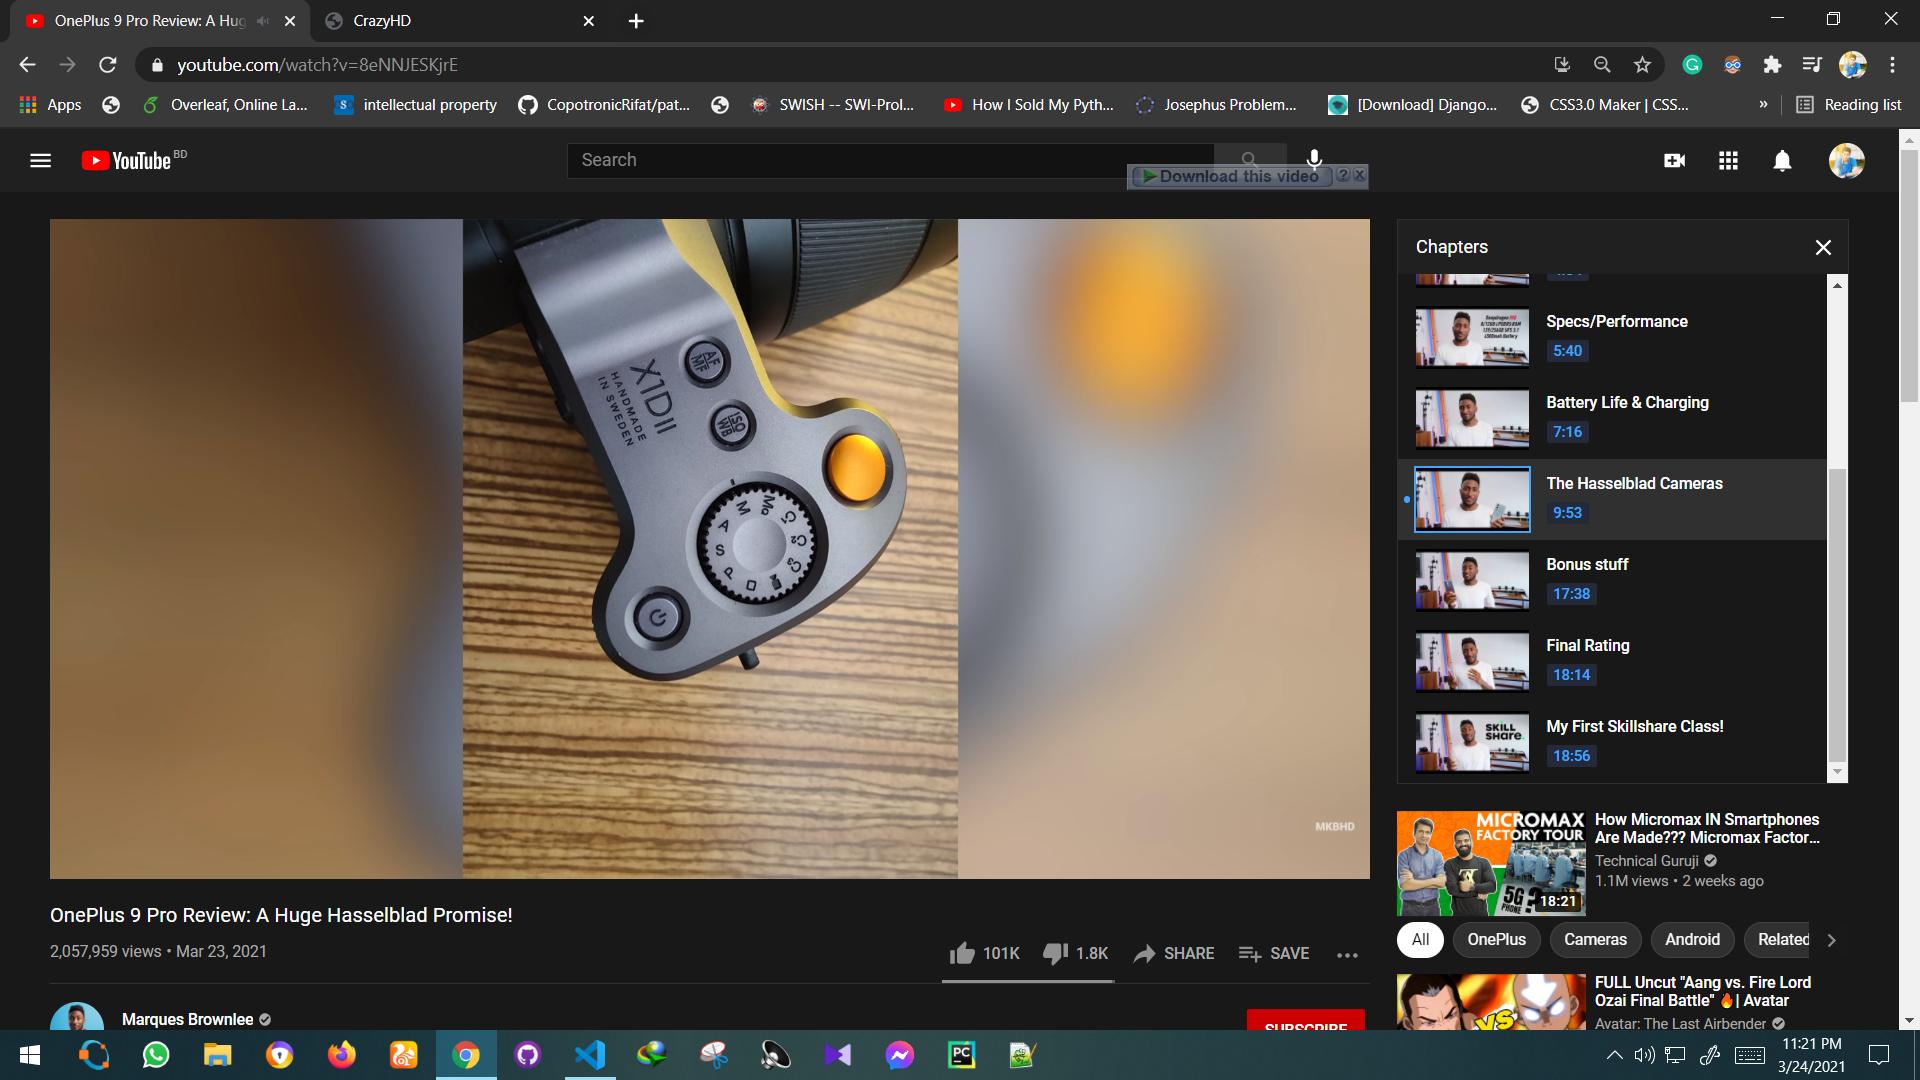 OnePlus 9 Pro Review: A Hug
CrazyHD
youtube.com/watch?v=8eNNJESKjrE
Apps
Overleaf, Online La...
intellectual property
CopotronicRifat/pat...
SWISH -- SWI-Prol...
How I Sold My Pyth...
Josephus Problem...
[Download] Django...
CSS3.0 Maker | CSS...
»
Reading list
YouTube BD
Search
Download this video
?
X1DII
HANDMADE
IN SWEDEN
AF
MF
ISO
WB
M
A
S
P
C1
C2
C3
MKBHD
Chapters
Specs/Performance
5:40
Battery Life & Charging
7:16
The Hasselblad Cameras
9:53
Bonus stuff
17:38
Final Rating
18:14
SKILL
SHARE.
My First Skillshare Class!
18:56
MICROMAX
FACTORY TOUR
5G?
PHONE
18:21
How Micromax IN Smartphones
Are Made??? Micromax Factor...
Technical Guruji
1.1M views • 2 weeks ago
All
OnePlus
Cameras
Android
Related
VS
FULL Uncut "Aang vs. Fire Lord
Ozai Final Battle" 🔥| Avatar
Avatar: The Last Airbender
OnePlus 9 Pro Review: A Huge Hasselblad Promise!
2,057,959 views • Mar 23, 2021
101K
1.8K
SHARE
SAVE
Marques Brownlee
SUBSCRIBE
PC
11:21 PM
3/24/2021